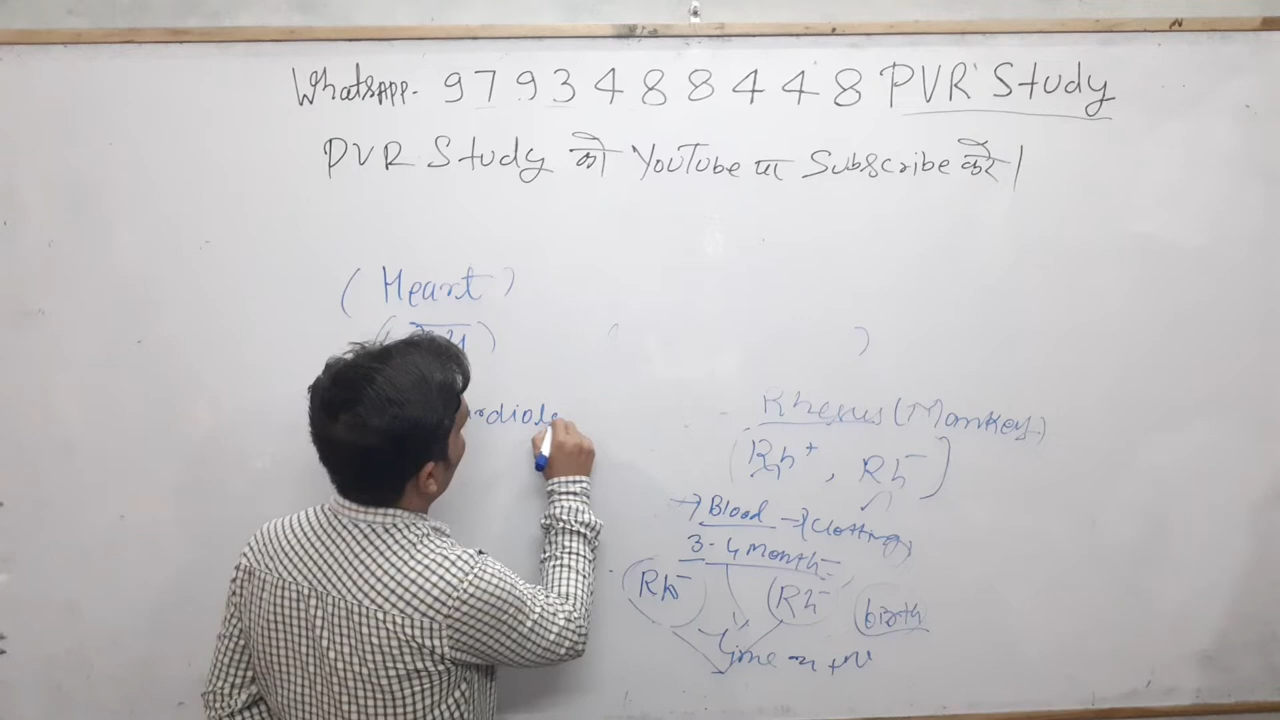 WhatsAPP. 9793488448 PVR Study
PVR Study को YouTube पर Subscribe करें।
(Heart)
Rhesus (Monkey)
(Rh+, Rh-)
→ Blood → (Clotting)
3-4 Month
Rh- Rh- birth